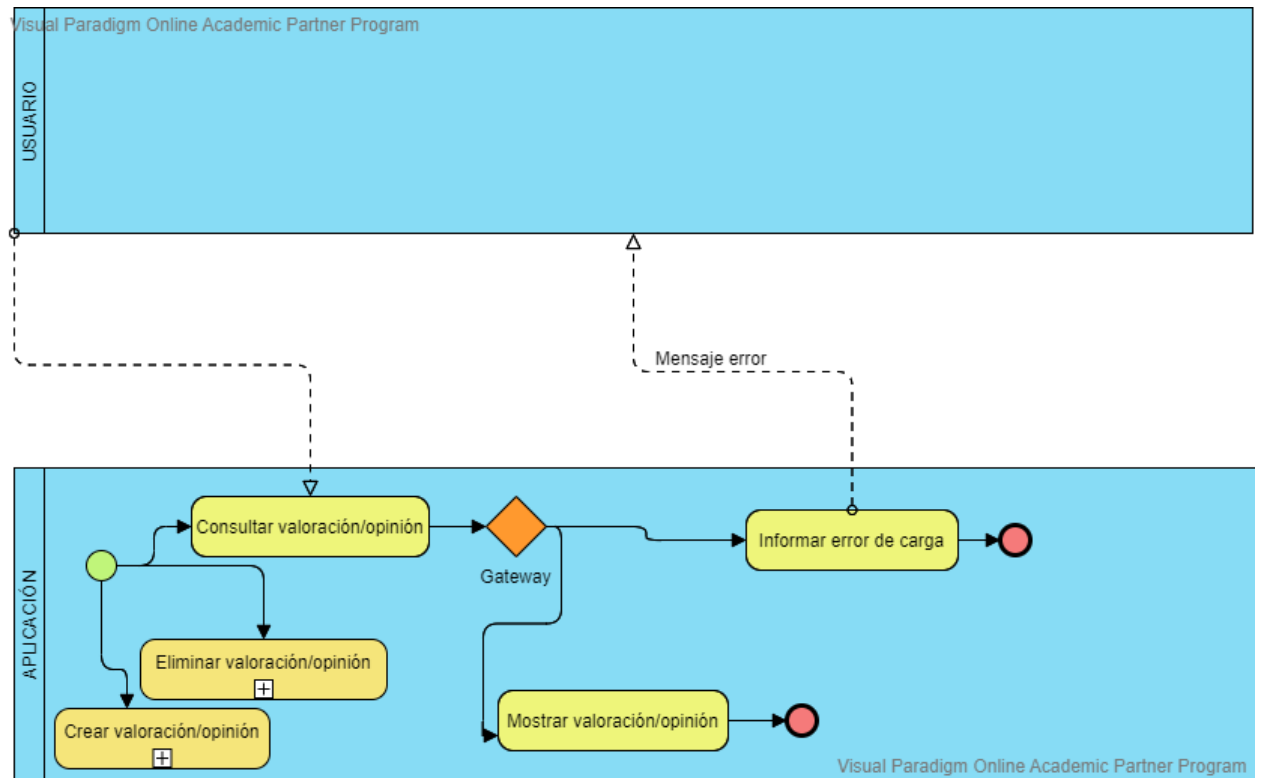 Visual Paradigm Online Academic Partner Program
USUARIO
Mensaje error
APLICACIÓN
Consultar valoración/opinión
Gateway
Informar error de carga
Eliminar valoración/opinión
Crear valoración/opinión
Mostrar valoración/opinión
Visual Paradigm Online Academic Partner Program